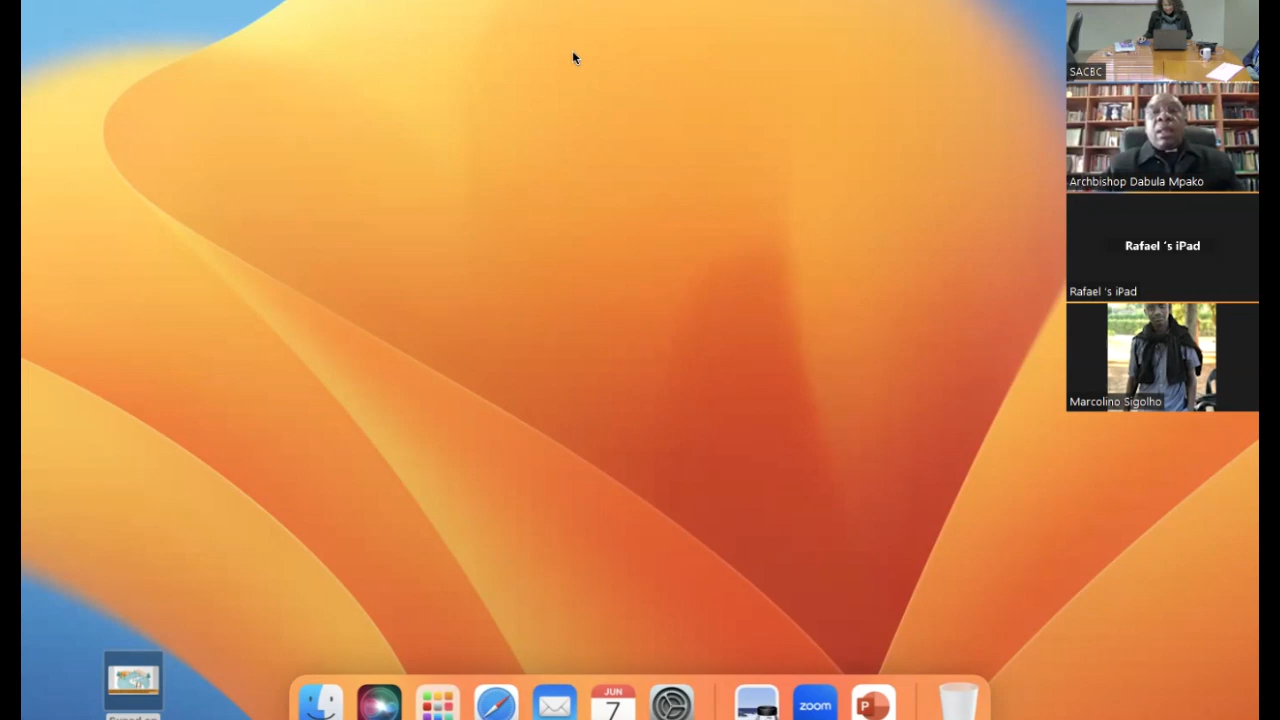 SACBC
Archbishop Dabula Mpako
Rafael 's iPad
Rafael 's iPad
Marcolino Sigolho
JUN
7
zoom
P